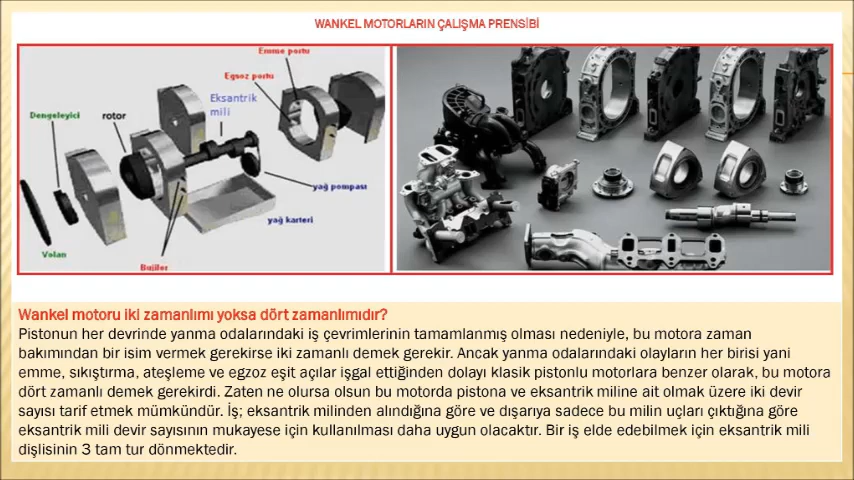 WANKEL MOTORLARIN ÇALIŞMA PRENSİBİ
Emme portu
Egsoz portu
Eksantrik
mili
Dengeleyici
rotor
yağ pompası
yağ karteri
Volan
Bujiler
Wankel motoru iki zamanlımı yoksa dört zamanlımıdır?
Pistonun her devrinde yanma odalarındaki iş çevrimlerinin tamamlanmış olması nedeniyle, bu motora zaman
bakımından bir isim vermek gerekirse iki zamanlı demek gerekir. Ancak yanma odalarındaki olayların her birisi yani
emme, sıkıştırma, ateşleme ve egzoz eşit açılar işgal ettiğinden dolayı klasik pistonlu motorlara benzer olarak, bu motora
dört zamanlı demek gerekirdi. Zaten ne olursa olsun bu motorda pistona ve eksantrik miline ait olmak üzere iki devir
sayısı tarif etmek mümkündür. İş; eksantrik milinden alındığına göre ve dışarıya sadece bu milin uçları çıktığına göre
eksantrik mili devir sayısının mukayese için kullanılması daha uygun olacaktır. Bir iş elde edebilmek için eksantrik mili
dişlisinin 3 tam tur dönmektedir.